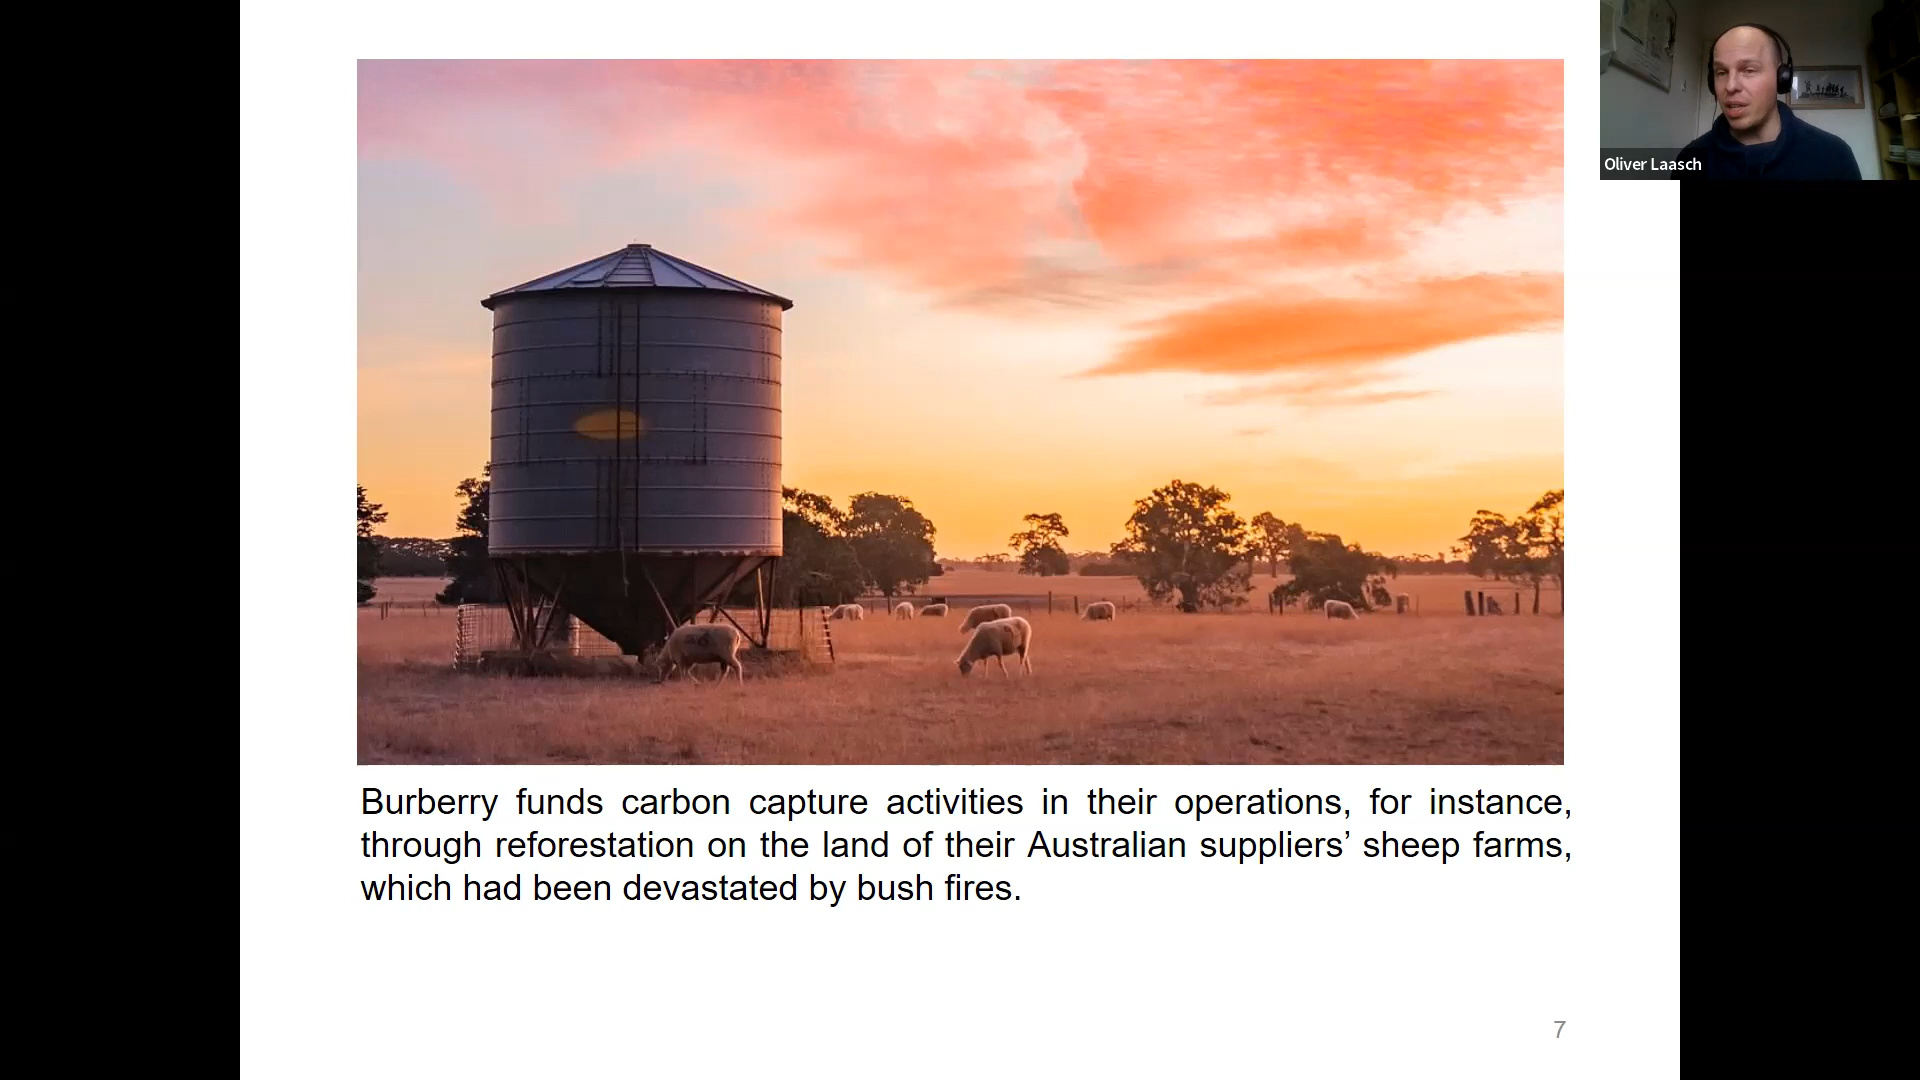 Oliver Laasch
Burberry funds carbon capture activities in their operations, for instance,
through reforestation on the land of their Australian suppliers’ sheep farms,
which had been devastated by bush fires.
7